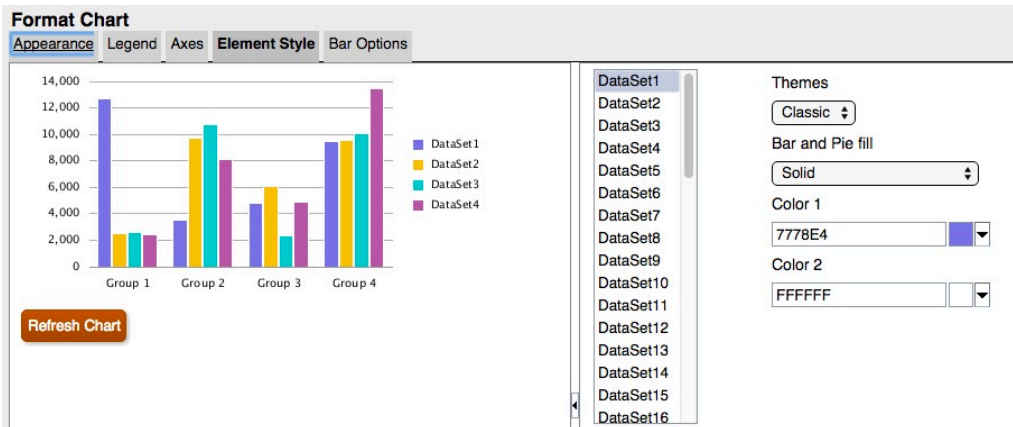 Format Chart
Appearance Legend Axes Element Style Bar Options
14,000
12,000
10,000
8,000
6,000
4,000
2,000
0
Group 1 Group 2 Group 3 Group 4
DataSet1
DataSet2
DataSet3
DataSet4
Refresh Chart
DataSet1
DataSet2
DataSet3
DataSet4
DataSet5
DataSet6
DataSet7
DataSet8
DataSet9
DataSet10
DataSet11
DataSet12
DataSet13
DataSet14
DataSet15
DataSet16
Themes
Classic
Bar and Pie fill
Solid
Color 1
7778E4
Color 2
FFFFFF